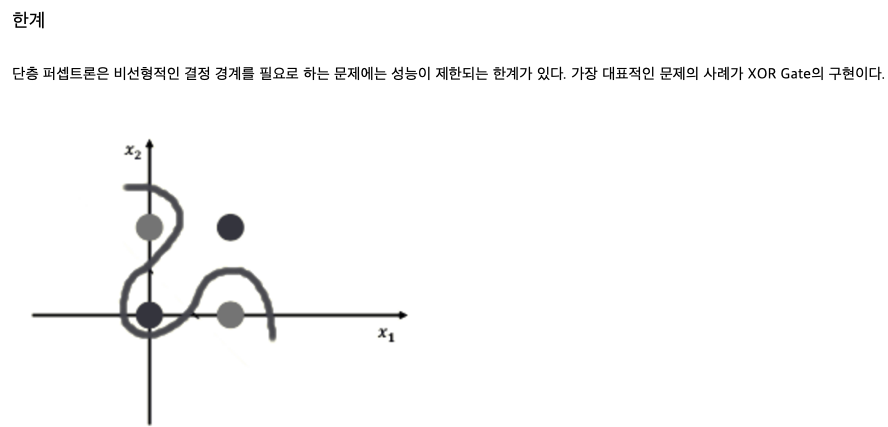 한계
단층 퍼셉트론은 비선형적인 결정 경계를 필요로 하는 문제에는 성능이 제한되는 한계가 있다. 가장 대표적인 문제의 사례가 XOR Gate의 구현이다.
x₂
x₁